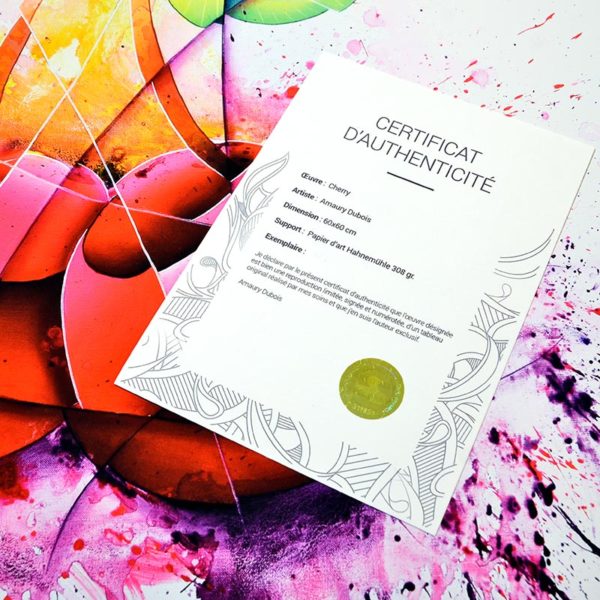 CERTIFICAT
D'AUTHENTICITÉ
Œuvre : Cherry
Artiste : Amaury Dubois
Dimension : 60x60 cm
Support : Papier d'art Hahnemühle 308 gr.
Exemplaire :
Je déclare par le présent certificat d'authenticité que l'œuvre désignée
est bien une reproduction limitée, signée et numérotée, d'un tableau
original réalisé par mes soins et que j'en suis l'auteur exclusif.
Amaury Dubois